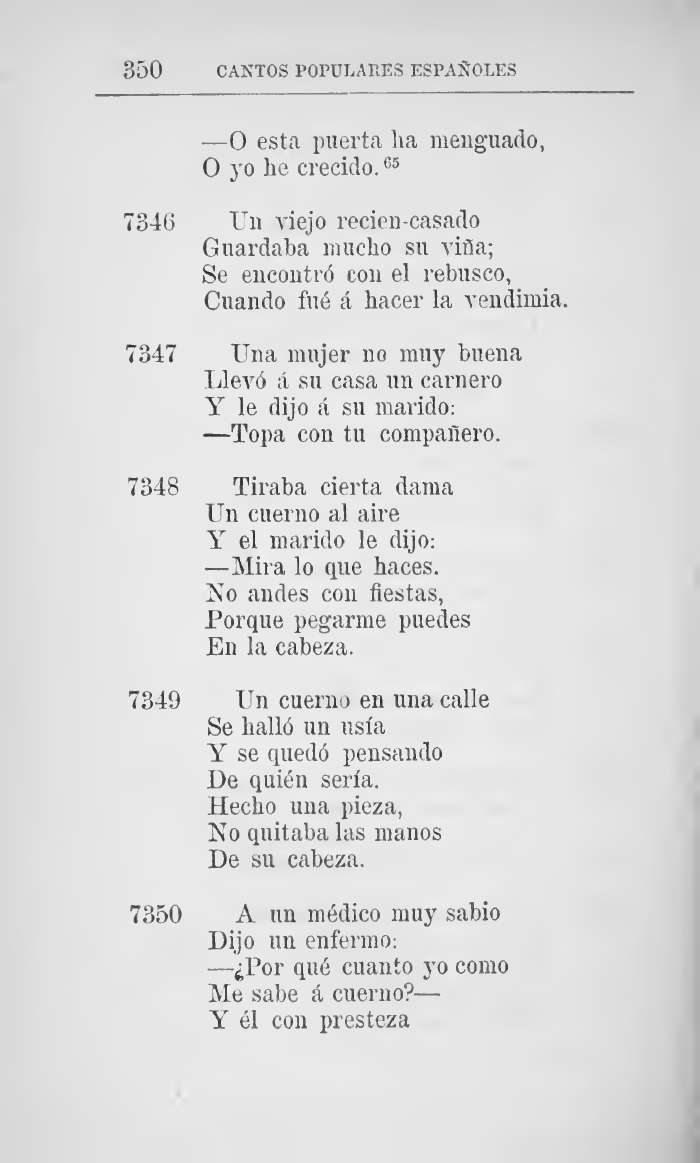 350 CANTOS POPULARES ESPAÑOLES
—O esta puerta ha menguado,
O yo he crecido. 65
7346 Un viejo recien-casado
Guardaba mucho su viña;
Se encontró con el rebusco,
Cuando fué á hacer la vendimia.
7347 Una mujer no muy buena
Llevó á su casa un carnero
Y le dijo á su marido:
—Topa con tu compañero.
7348 Tiraba cierta dama
Un cuerno al aire
Y el marido le dijo:
—Mira lo que haces.
No andes con fiestas,
Porque pegarme puedes
En la cabeza.
7349 Un cuerno en una calle
Se halló un usía
Y se quedó pensando
De quién sería.
Hecho una pieza,
No quitaba las manos
De su cabeza.
7350 A un médico muy sabio
Dijo un enfermo:
—¿Por qué cuanto yo como
Me sabe á cuerno?—
Y él con presteza